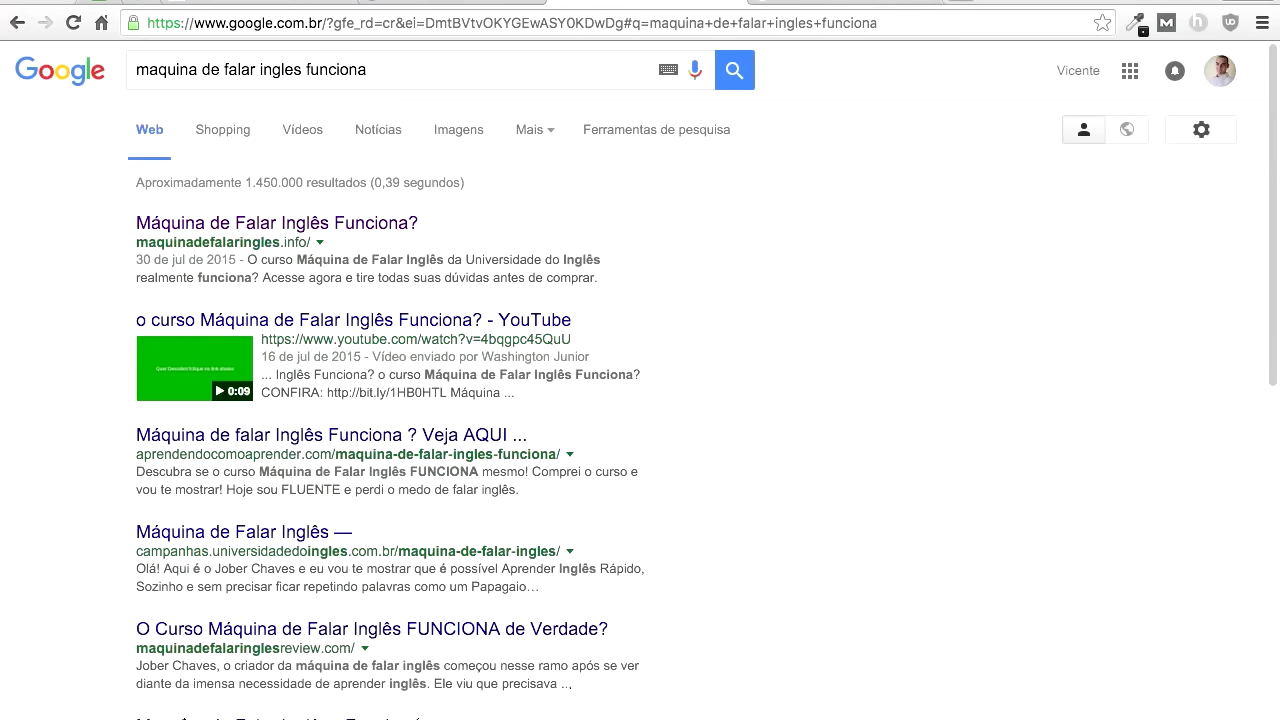 https://www.google.com.br/?gfe_rd=cr&ei=DmtBVtvOKYGEwASY0KDwDg#q=maquina+de+falar+ingles+funciona
Google
maquina de falar ingles funciona
Vicente
Web Shopping Vídeos Notícias Imagens Mais Ferramentas de pesquisa
Aproximadamente 1.450.000 resultados (0,39 segundos)
Máquina de Falar Inglês Funciona?
maquinadefalaringles.info/
30 de jul de 2015 - O curso Máquina de Falar Inglês da Universidade do Inglês
realmente funciona? Acesse agora e tire todas suas dúvidas antes de comprar.
o curso Máquina de Falar Inglês Funciona? - YouTube
https://www.youtube.com/watch?v=4bqgpc45QuU
16 de jul de 2015 - Vídeo enviado por Washington Junior
... Inglês Funciona? o curso Máquina de Falar Inglês Funciona?
CONFIRA: http://bit.ly/1HB0HTL Máquina ...
0:09
Máquina de falar Inglês Funciona ? Veja AQUI ...
aprendendocomoaprender.com/maquina-de-falar-ingles-funciona/
Descubra se o curso Máquina de Falar Inglês FUNCIONA mesmo! Comprei o curso e
vou te mostrar! Hoje sou FLUENTE e perdi o medo de falar inglês.
Máquina de Falar Inglês —
campanhas.universidadedoingles.com.br/maquina-de-falar-ingles/
Olá! Aqui é o Jober Chaves e eu vou te mostrar que é possível Aprender Inglês Rápido,
Sozinho e sem precisar ficar repetindo palavras como um Papagaio…
O Curso Máquina de Falar Inglês FUNCIONA de Verdade?
maquinadefalaringlesreview.com/
Jober Chaves, o criador da máquina de falar inglês começou nesse ramo após se ver
diante da imensa necessidade de aprender inglês. Ele viu que precisava ...